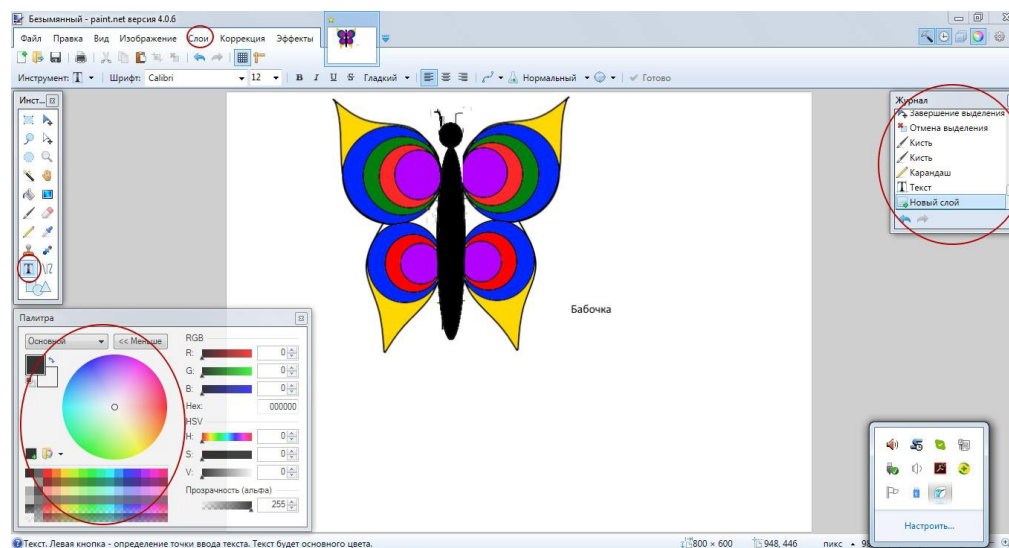 Безымянный - paint.net версия 4.0.6
Файл Правка Вид Изображение Слои Коррекция Эффекты
Инструмент: T Шрифт: Calibri 12 B I U S Гладкий Нормальный Готово
Инст...
Журнал
Завершение выделения
Отмена выделения
Кисть
Кисть
Карандаш
Текст
Новый слой
Бабочка
Палитра
Основной << Меньше
RGB
R: 0
G: 0
B: 0
Hex: 000000
HSV
H: 0
S: 0
V: 0
Прозрачность (альфа)
255
Настроить...
Текст. Левая кнопка - определение точки ввода текста. Текст будет основного цвета. 800 × 600 948, 446 пикс